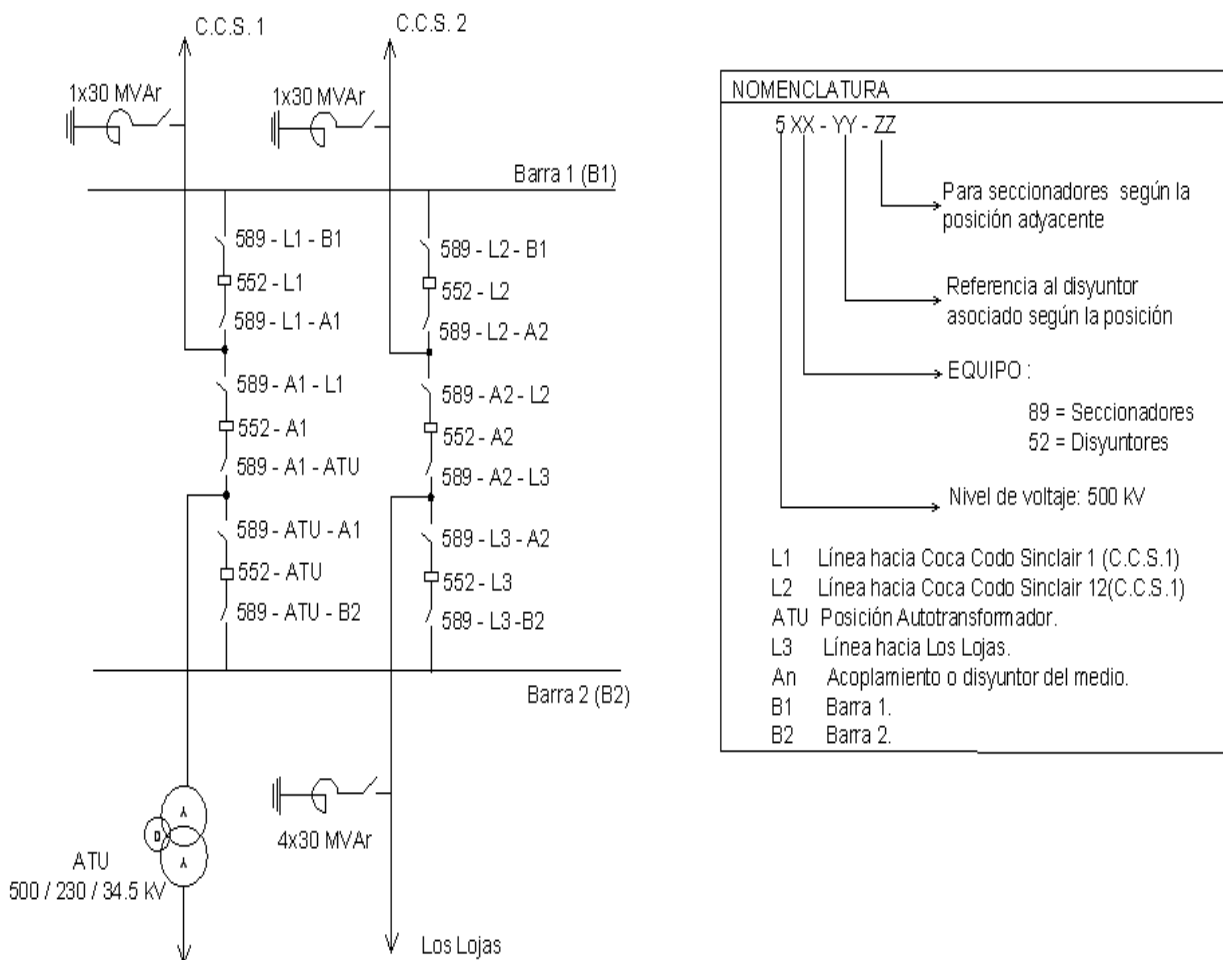 C.C.S. 1
C.C.S. 2
1x30 MVAr
1x30 MVAr
Barra 1 (B1)
589 - L1 - B1
552 - L1
589 - L1 - A1
589 - A1 - L1
552 - A1
589 - A1 - ATU
589 - ATU - A1
552 - ATU
589 - ATU - B2
589 - L2 - B1
552 - L2
589 - L2 - A2
589 - A2 - L2
552 - A2
589 - A2 - L3
589 - L3 - A2
552 - L3
589 - L3 -B2
Barra 2 (B2)
4x30 MVAr
ATU
500 / 230 / 34.5 kV
Los Lojas
NOMENCLATURA
5 XX - YY - ZZ
Para seccionadores según la
posición adyacente
Referencia al disyuntor
asociado según la posición
EQUIPO :
89 = Seccionadores
52 = Disyuntores
Nivel de voltaje: 500 KV
L1 Línea hacia Coca Codo Sinclair 1 (C.C.S.1)
L2 Línea hacia Coca Codo Sinclair 12(C.C.S.1)
ATU Posición Autotransformador.
L3 Línea hacia Los Lojas.
An Acoplamiento o disyuntor del medio.
B1 Barra 1.
B2 Barra 2.